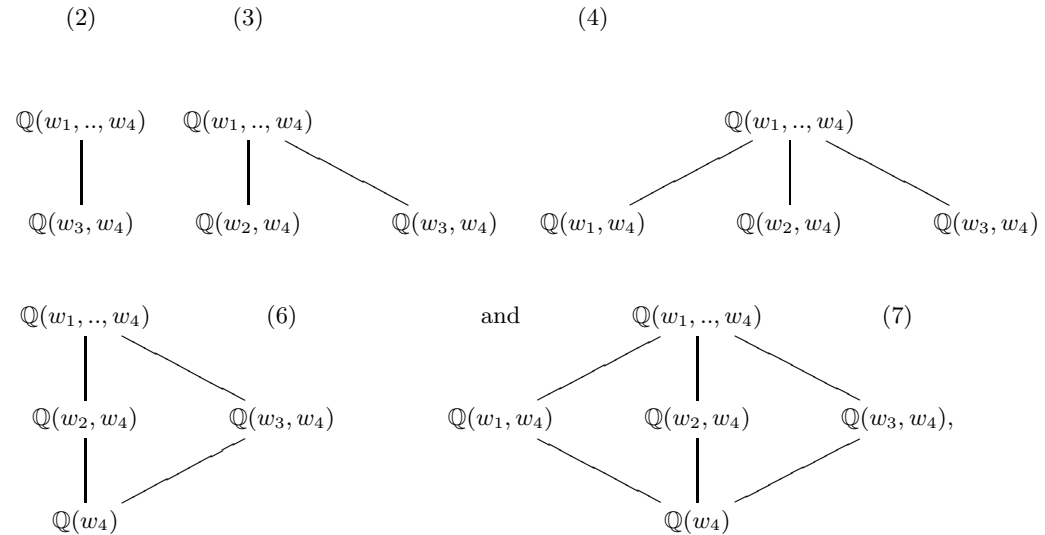 (2) (3) (4)
ℚ(w₁, .., w₄) ℚ(w₁, .., w₄) ℚ(w₁, .., w₄)
ℚ(w₃, w₄) ℚ(w₂, w₄) ℚ(w₃, w₄) ℚ(w₁, w₄) ℚ(w₂, w₄) ℚ(w₃, w₄)
ℚ(w₁, .., w₄) (6) and ℚ(w₁, .., w₄) (7)
ℚ(w₂, w₄) ℚ(w₃, w₄) ℚ(w₁, w₄) ℚ(w₂, w₄) ℚ(w₃, w₄),
ℚ(w₄) ℚ(w₄)